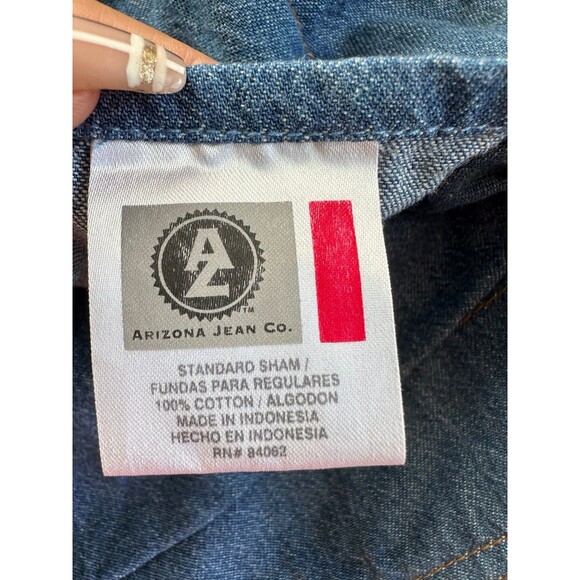 AZ
TM
ARIZONA JEAN CO.
STANDARD SHAM /
FUNDAS PARA REGULARES
100% COTTON / ALGODON
MADE IN INDONESIA
HECHO EN INDONESIA
RN# 84062